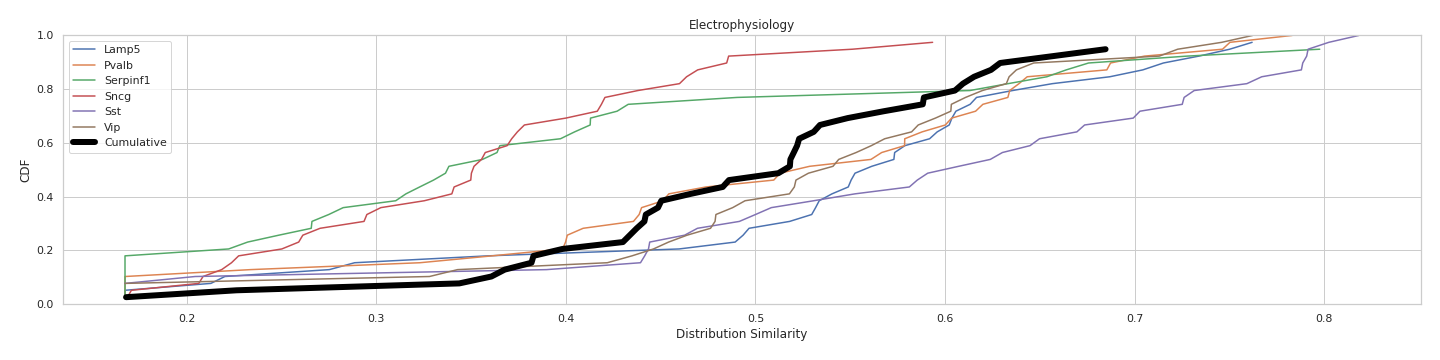 Electrophysiology
CDF
1.0
0.8
0.6
0.4
0.2
0.0
Lamp5
Pvalb
Serpinf1
Sncg
Sst
Vip
Cumulative
0.2 0.3 0.4 0.5 0.6 0.7 0.8
Distribution Similarity